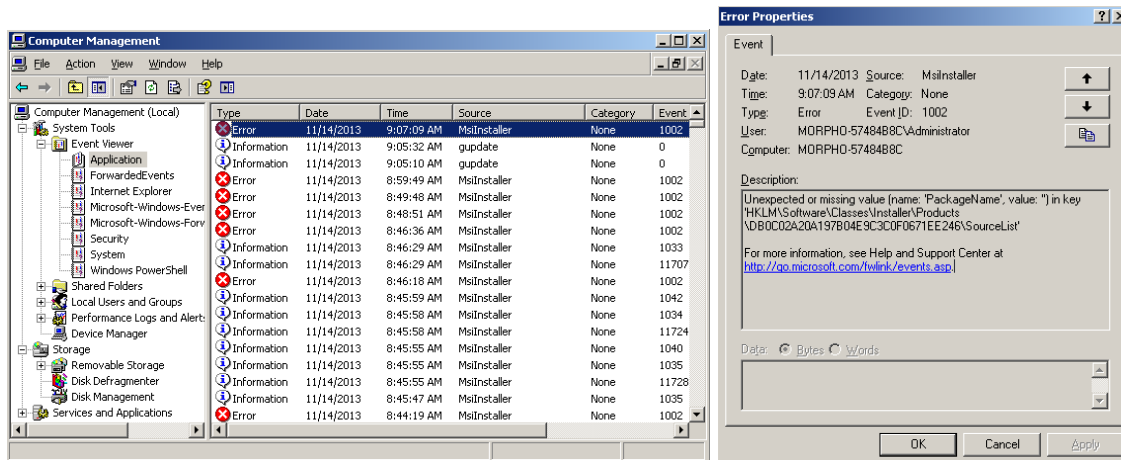 Computer Management
File Action View Window Help
Computer Management (Local)
System Tools
Event Viewer
Application
ForwardedEvents
Internet Explorer
Microsoft-Windows-Ever
Microsoft-Windows-Forv
Security
System
Windows PowerShell
Shared Folders
Local Users and Groups
Performance Logs and Alert:
Device Manager
Storage
Removable Storage
Disk Defragmenter
Disk Management
Services and Applications
Type Date Time Source Category Event
Error 11/14/2013 9:07:09 AM MsiInstaller None 1002
Information 11/14/2013 9:05:32 AM gupdate None 0
Information 11/14/2013 9:05:10 AM gupdate None 0
Error 11/14/2013 8:59:49 AM MsiInstaller None 1002
Error 11/14/2013 8:49:48 AM MsiInstaller None 1002
Error 11/14/2013 8:48:51 AM MsiInstaller None 1002
Error 11/14/2013 8:46:36 AM MsiInstaller None 1002
Information 11/14/2013 8:46:29 AM MsiInstaller None 1033
Information 11/14/2013 8:46:29 AM MsiInstaller None 11707
Error 11/14/2013 8:46:18 AM MsiInstaller None 1002
Information 11/14/2013 8:45:59 AM MsiInstaller None 1042
Information 11/14/2013 8:45:58 AM MsiInstaller None 1034
Information 11/14/2013 8:45:58 AM MsiInstaller None 11724
Information 11/14/2013 8:45:55 AM MsiInstaller None 1040
Information 11/14/2013 8:45:55 AM MsiInstaller None 1035
Information 11/14/2013 8:45:55 AM MsiInstaller None 11728
Information 11/14/2013 8:45:47 AM MsiInstaller None 1035
Error 11/14/2013 8:44:19 AM MsiInstaller None 1002
Error Properties
Event
Date: 11/14/2013 Source: MsiInstaller
Time: 9:07:09 AM Category: None
Type: Error Event ID: 1002
User: MORPHO-57484B8C\Administrator
Computer: MORPHO-57484B8C
Description:
Unexpected or missing value (name: 'PackageName', value: '') in key
'HKLM\Software\Classes\Installer\Products
\DB0C02A20A197B04E9C3C0F0671EE246\SourceList'
For more information, see Help and Support Center at
http://go.microsoft.com/fwlink/events.asp.
Data: Bytes Words
OK Cancel Apply